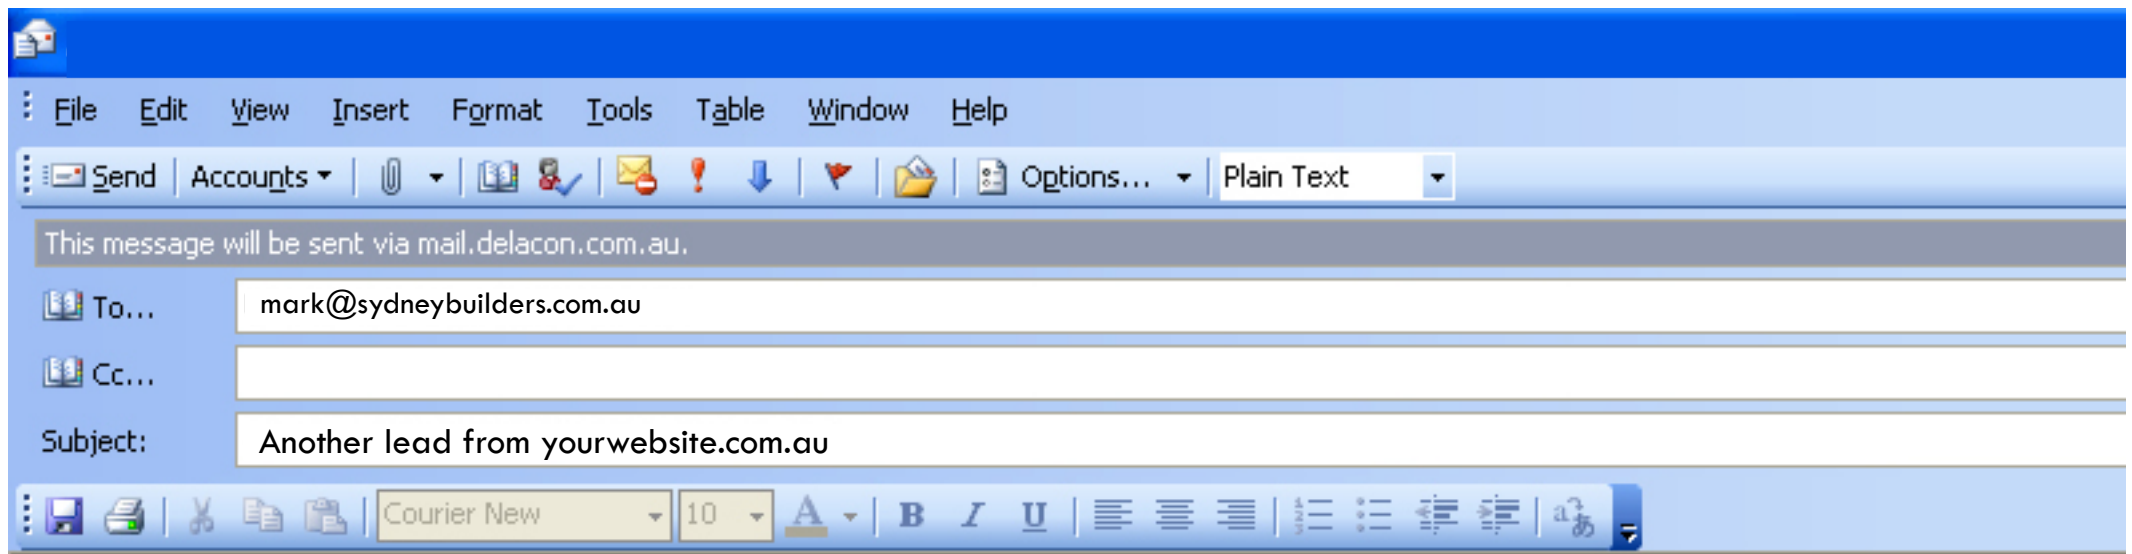 File Edit View Insert Format Tools Table Window Help
Send Accounts Options... Plain Text
This message will be sent via mail.delacon.com.au.
To... mark@sydneybuilders.com.au
Cc...
Subject: Another lead from yourwebsite.com.au
Courier New 10 A B I U a あ